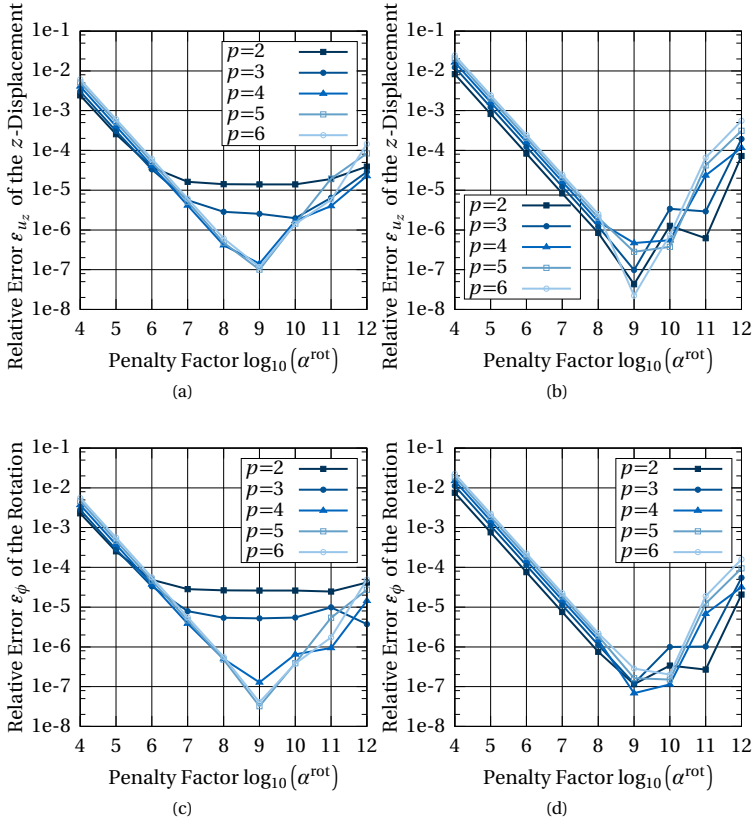 Relative Error ε_{u_z} of the z-Displacement
1e-1
1e-2
1e-3
1e-4
1e-5
1e-6
1e-7
1e-8
p=2
p=3
p=4
p=5
p=6
4 5 6 7 8 9 10 11 12
Penalty Factor log₁₀(α^{rot})
(a)
Relative Error ε_{u_z} of the z-Displacement
1e-1
1e-2
1e-3
1e-4
1e-5
1e-6
1e-7
1e-8
p=2
p=3
p=4
p=5
p=6
4 5 6 7 8 9 10 11 12
Penalty Factor log₁₀(α^{rot})
(b)
Relative Error ε_ϕ of the Rotation
1e-1
1e-2
1e-3
1e-4
1e-5
1e-6
1e-7
1e-8
p=2
p=3
p=4
p=5
p=6
4 5 6 7 8 9 10 11 12
Penalty Factor log₁₀(α^{rot})
(c)
Relative Error ε_ϕ of the Rotation
1e-1
1e-2
1e-3
1e-4
1e-5
1e-6
1e-7
1e-8
p=2
p=3
p=4
p=5
p=6
4 5 6 7 8 9 10 11 12
Penalty Factor log₁₀(α^{rot})
(d)